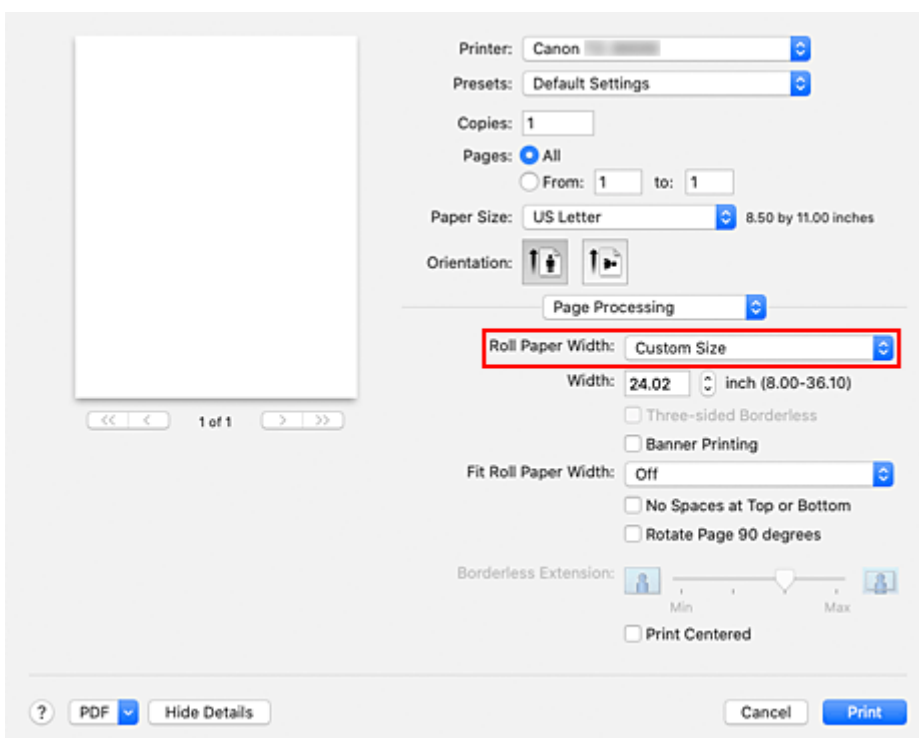 Printer: Canon
Presets: Default Settings
Copies: 1
Pages: All
From: 1 to: 1
Paper Size: US Letter 8.50 by 11.00 inches
Orientation:
Page Processing
Roll Paper Width: Custom Size
Width: 24.02 inch (8.00-36.10)
Three-sided Borderless
1 of 1
Banner Printing
Fit Roll Paper Width: Off
No Spaces at Top or Bottom
Rotate Page 90 degrees
Borderless Extension:
Min Max
Print Centered
? PDF Hide Details Cancel Print